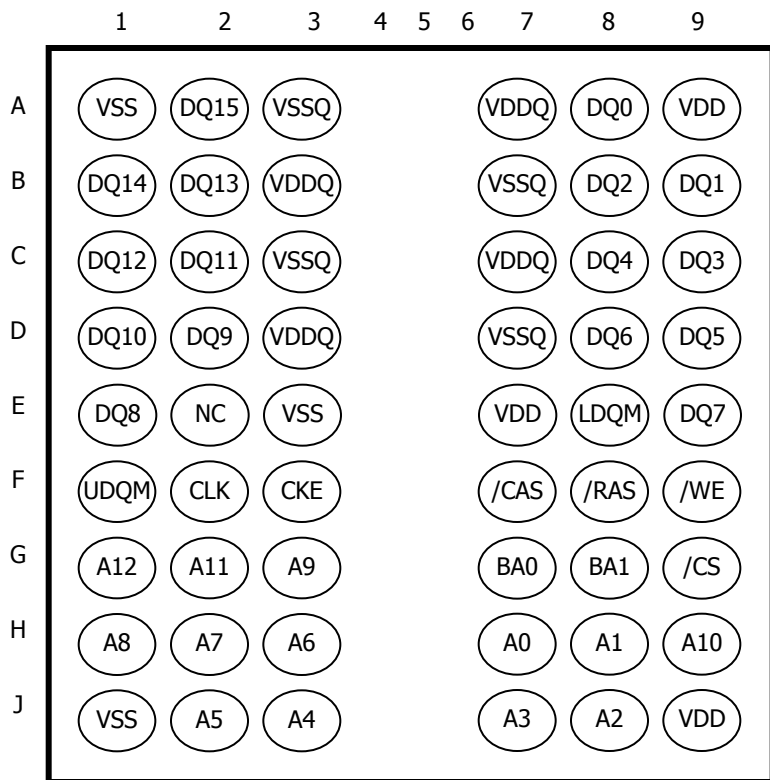 1 2 3 4 5 6 7 8 9
A VSS DQ15 VSSQ VDDQ DQ0 VDD
B DQ14 DQ13 VDDQ VSSQ DQ2 DQ1
C DQ12 DQ11 VSSQ VDDQ DQ4 DQ3
D DQ10 DQ9 VDDQ VSSQ DQ6 DQ5
E DQ8 NC VSS VDD LDQM DQ7
F UDQM CLK CKE /CAS /RAS /WE
G A12 A11 A9 BA0 BA1 /CS
H A8 A7 A6 A0 A1 A10
J VSS A5 A4 A3 A2 VDD